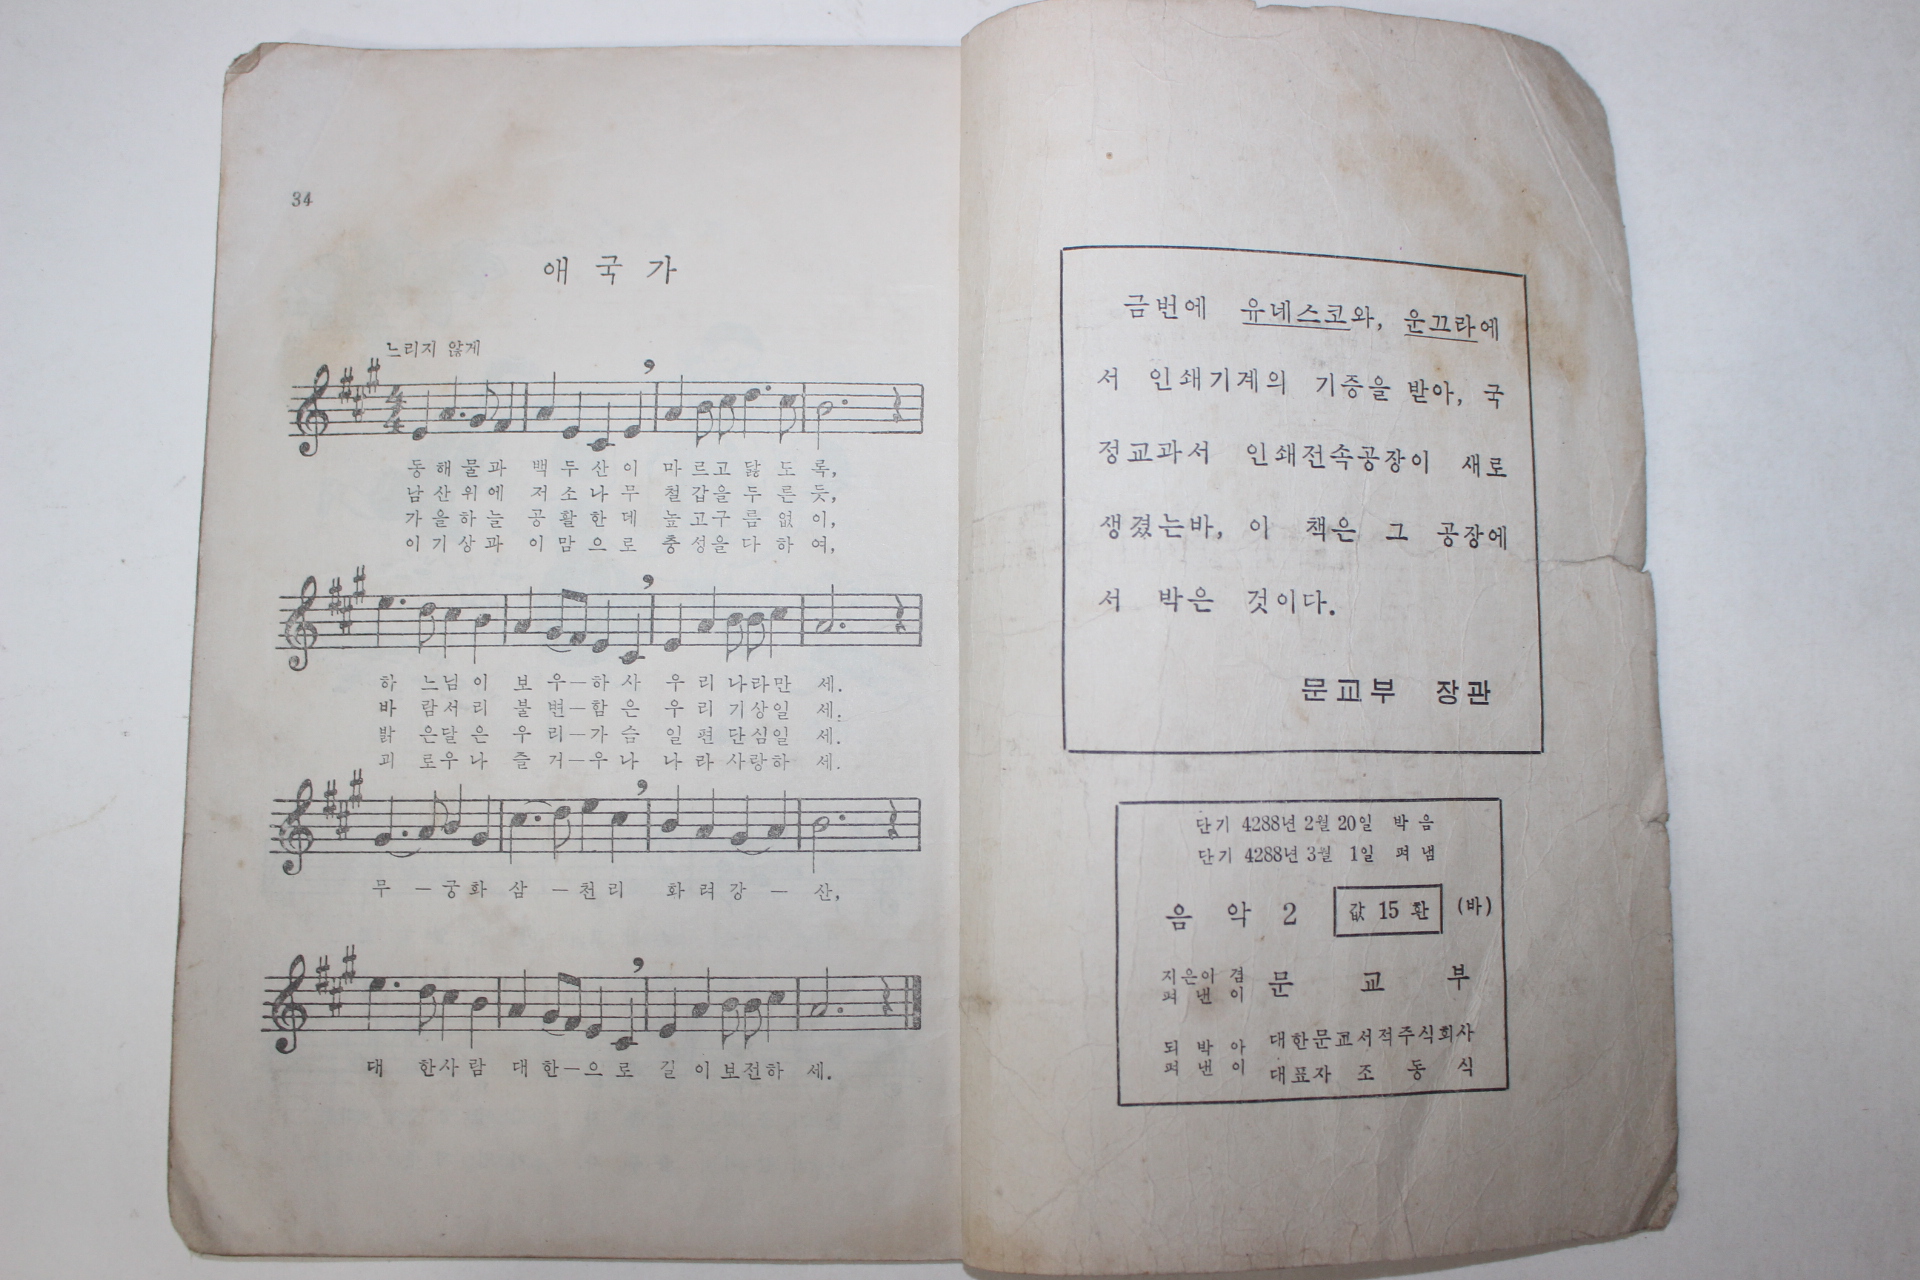 34
애 국 가
느리지 않게
동 해 물 과 백 두 산 이 마 르 고 닳 도 록,
남 산 위 에 저 소 나 무 철 갑 을 두 른 듯,
가 을 하 늘 공 활 한 데 높 고 구 름 없 이,
이 기 상 과 이 맘 으 로 충 성 을 다 하 여,
하 느님 이 보 우—하 사 우 리 나라만 세.
바 람서 리 불 변—함 은 우 리 기상일 세.
밝 은달 은 우 리—가 슴 일 편 단심일 세.
괴 로우 나 즐 거—우 나 나 라 사랑하 세.
무 — 궁화 삼 — 천리 화 려 강 — 산,
대 한사 람 대 한—으 로 길 이 보전하 세.
금번에 유네스코와, 운끄라에
서 인쇄기계의 기증을 받아, 국
정교과서 인쇄전속공장이 새로
생겼는바, 이 책은 그 공장에
서 박은 것이다.
문교부 장관
단기 4288년 2월 20일 박 음
단기 4288년 3월 1일 펴 냄
음 악 2 값 15 환 (바)
지은이 겸 문 교 부
펴 낸 이
되 박 아 대한문교서적주식회사
펴 낸 이 대표자 조 동 식